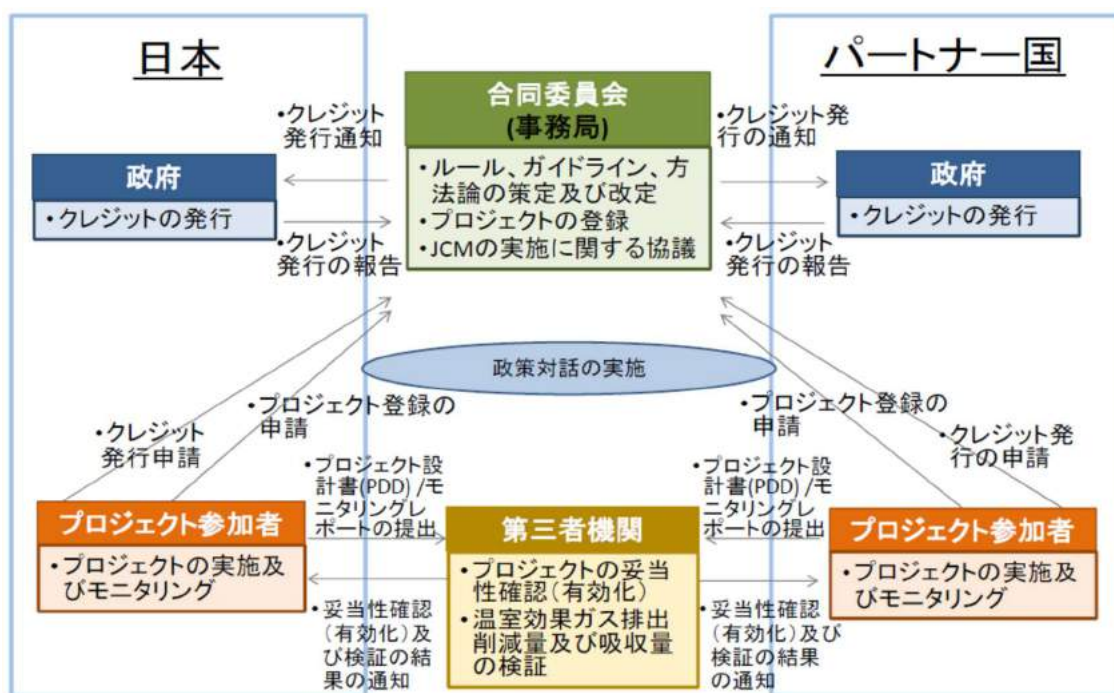 日本
パートナー国
合同委員会
(事務局)
・ルール、ガイドライン、方
法論の策定及び改定
・プロジェクトの登録
・JCMの実施に関する協議
・クレジット
発行通知
・クレジット発
行の通知
政府
・クレジットの発行
政府
・クレジットの発行
・クレジット
発行の報告
・クレジット
発行の報告
政策対話の実施
・クレジット
発行申請
・プロジェクト登録の
申請
・プロジェクト登録の
申請
・クレジット発
行の申請
・プロジェクト設
計書(PDD) /モ
ニタリングレ
ポートの提出
・プロジェクト設
計書(PDD) /モ
ニタリングレ
ポートの提出
プロジェクト参加者
・プロジェクトの実施及
びモニタリング
第三者機関
・プロジェクトの妥当
性確認(有効化)
・温室効果ガス排出
削減量及び吸収量
の検証
プロジェクト参加者
・プロジェクトの実施及
びモニタリング
・妥当性確認
(有効化)及
び検証の結
果の通知
・妥当性確認
(有効化)及び
検証の結果
の通知